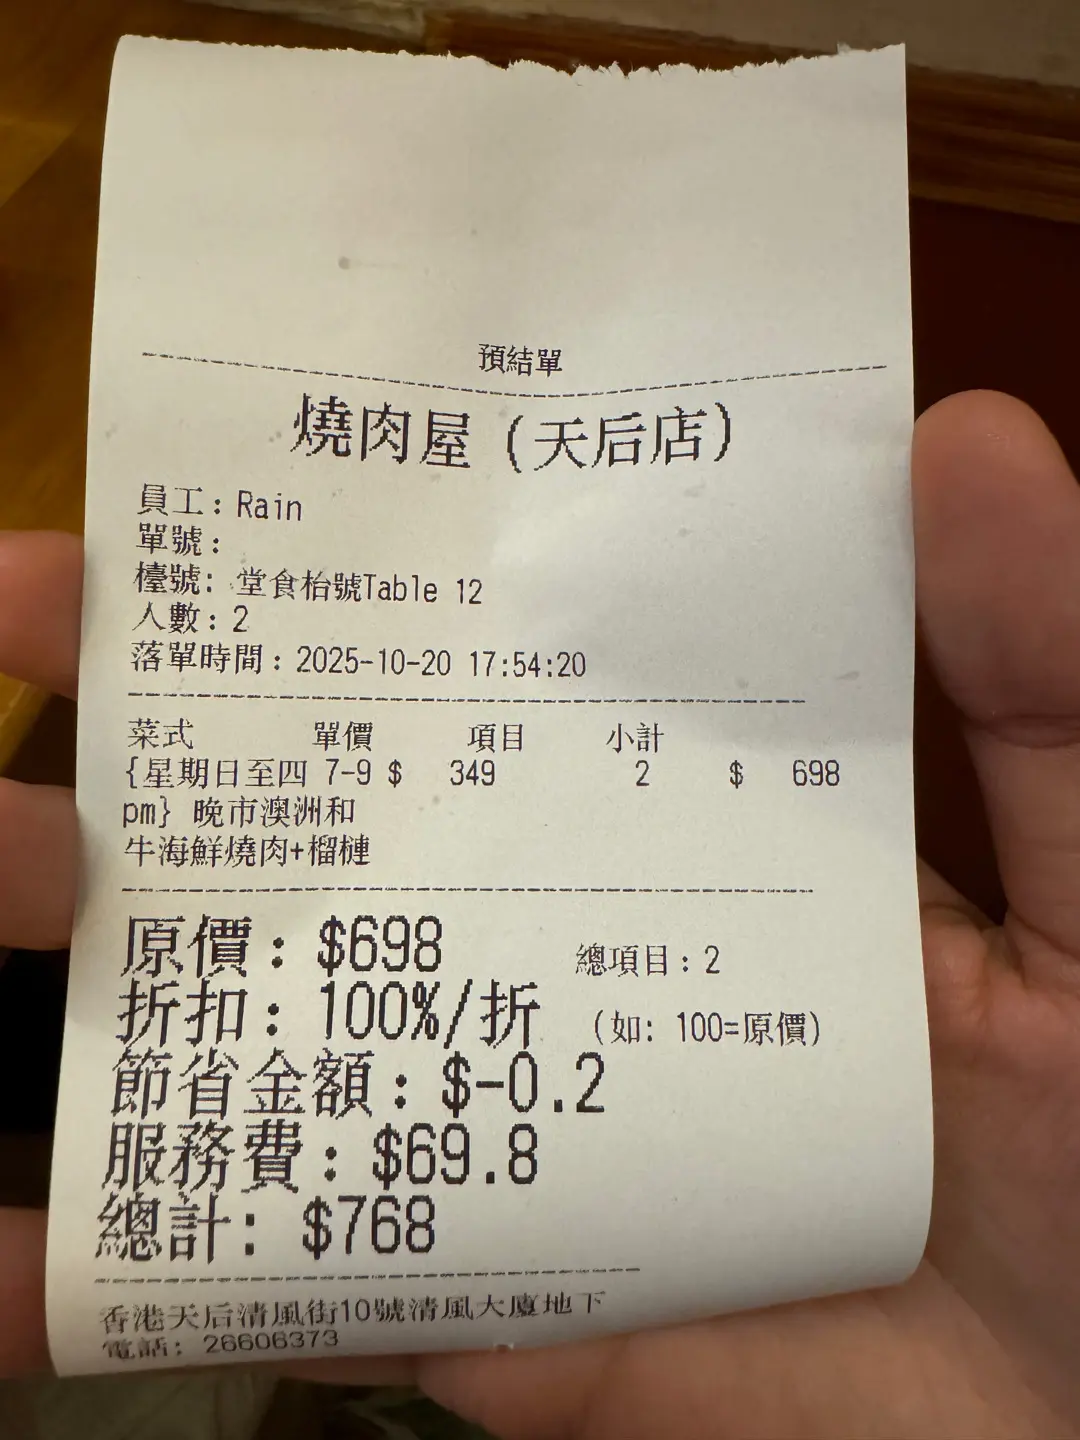 預結單
燒肉屋 (天后店)
員工: Rain
單號:
檯號: 堂食枱號Table 12
人數: 2
落單時間: 2025-10-20 17:54:20
菜式 單價 項目 小計
{星期日至四 7-9 $ 349 2 $ 698
pm} 晚市澳洲和
牛海鮮燒肉+榴槤
原價: $698 總項目: 2
折扣: 100%/折 (如: 100=原價)
節省金額: $-0.2
服務費: $69.8
總計: $768
香港天后清風街10號清風大廈地下
電話: 26606373